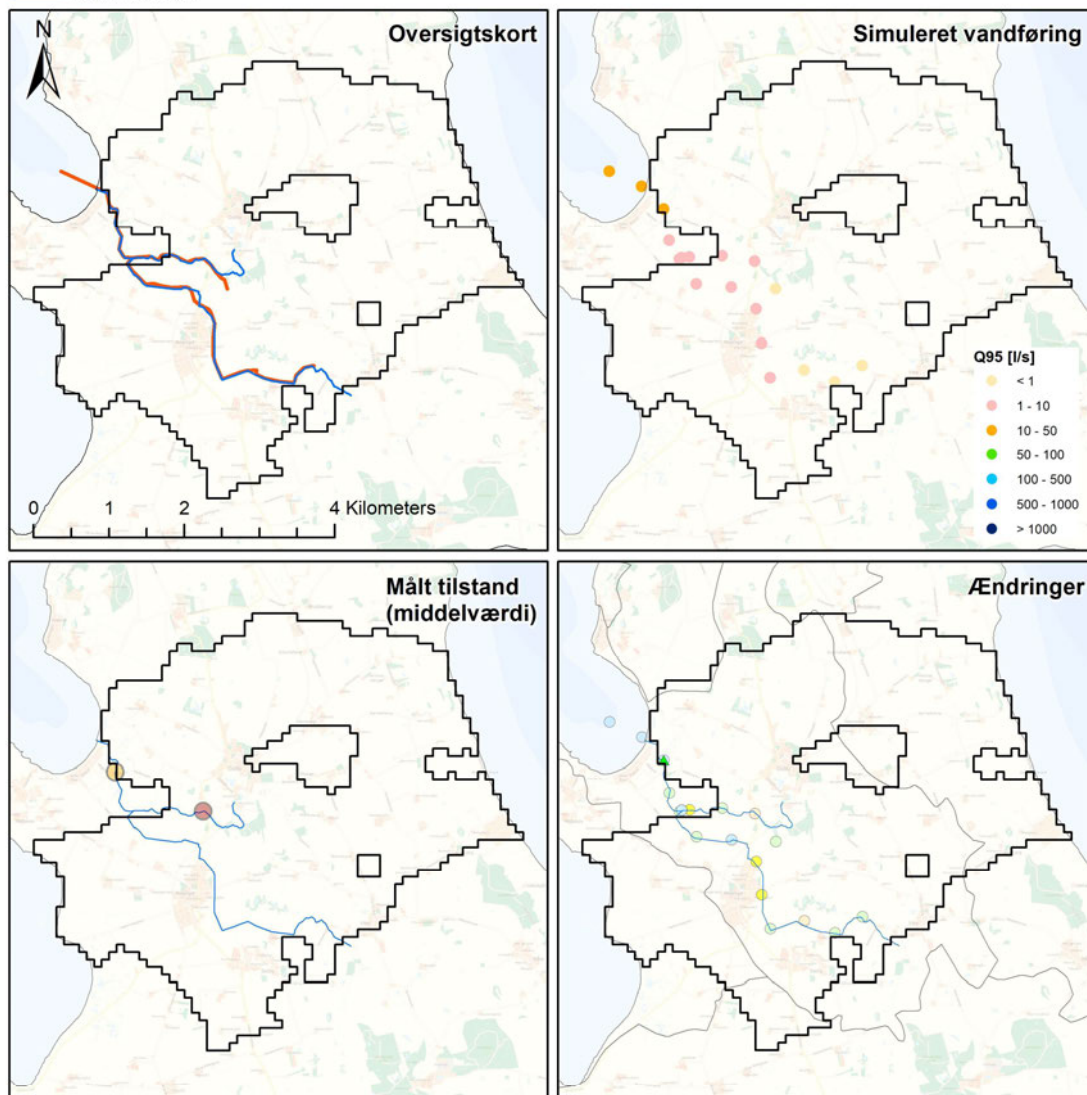 N
Oversigtskort
0 1 2 4 Kilometers
Simuleret vandføring
Q95 [l/s]
< 1
1 - 10
10 - 50
50 - 100
100 - 500
500 - 1000
> 1000
Målt tilstand
(middelværdi)
Ændringer